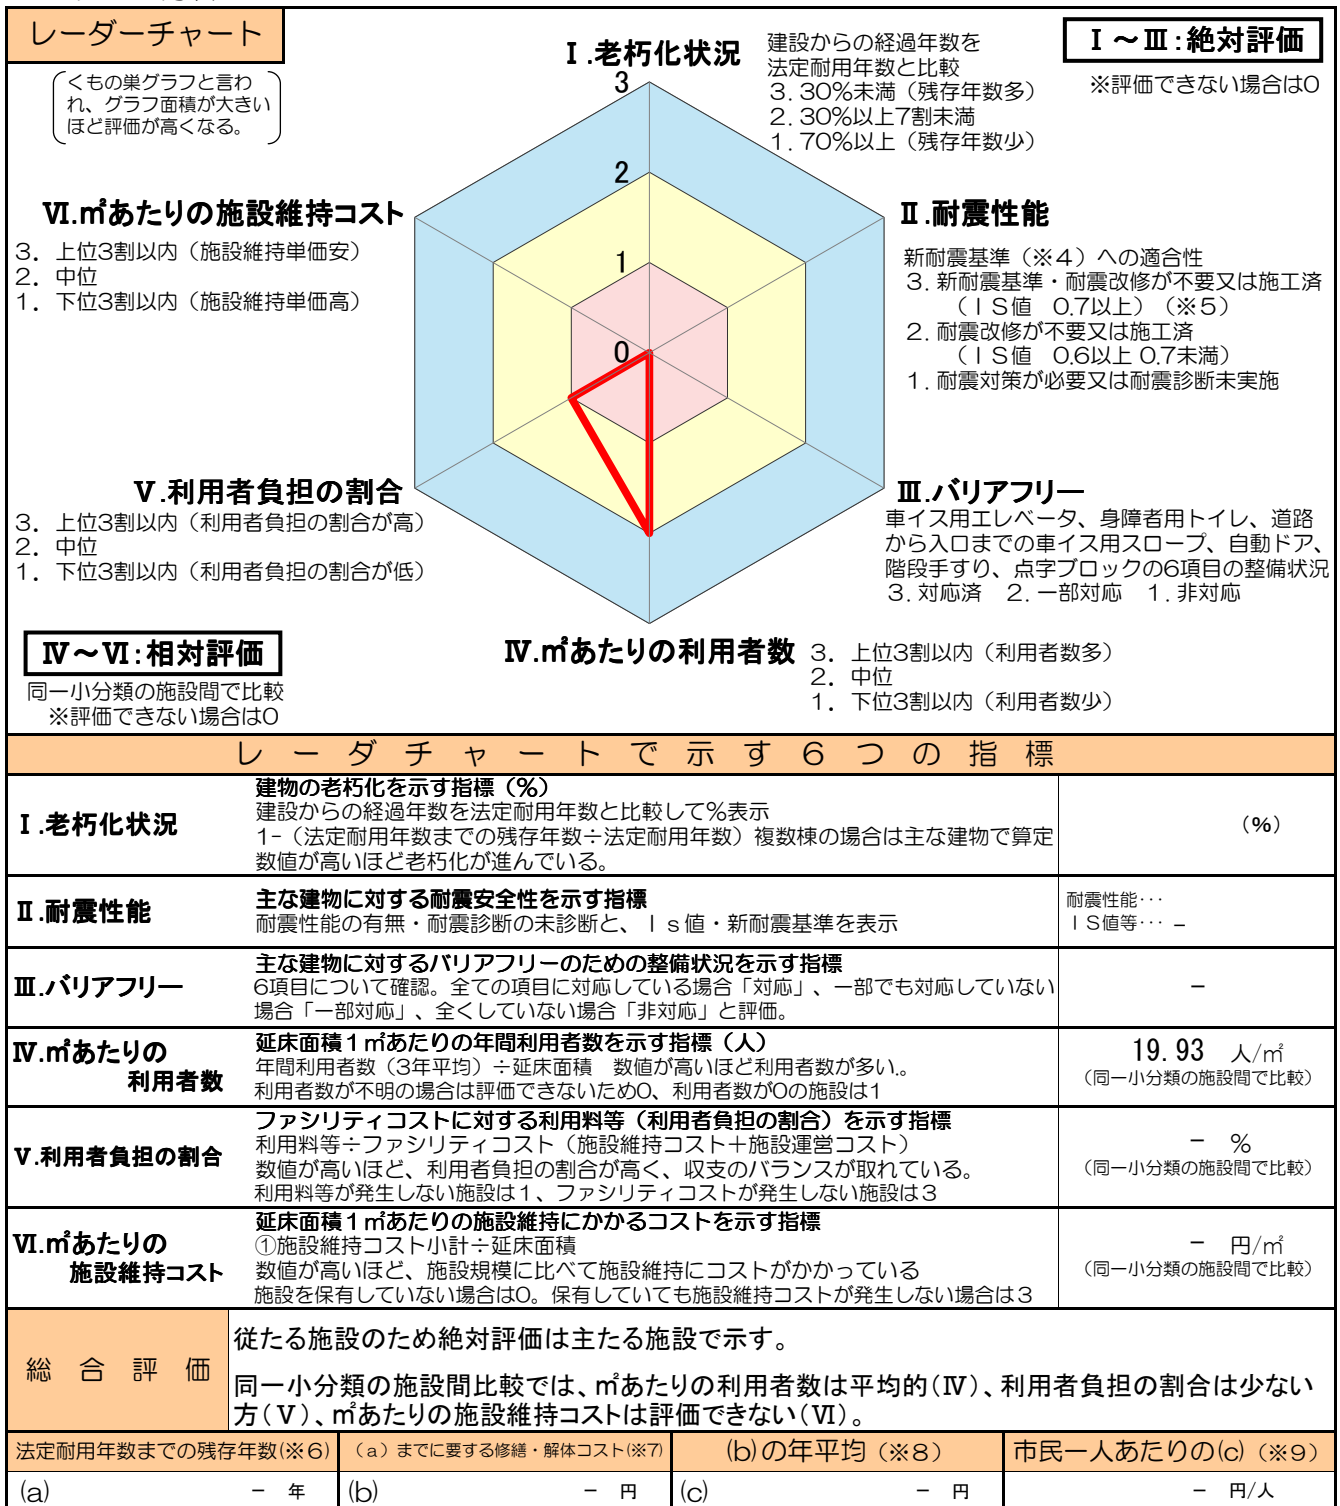 レーダーチャート
くもの巣グラフと言わ
れ、グラフ面積が大きい
ほど評価が高くなる。
Ⅰ.老朽化状況
建設からの経過年数を
法定耐用年数と比較
3. 30%未満（残存年数多）
2. 30%以上7割未満
1. 70%以上（残存年数少）
Ⅰ～Ⅲ:絶対評価
※評価できない場合は0
3
2
1
0
Ⅵ.㎡あたりの施設維持コスト
3. 上位3割以内（施設維持単価安）
2. 中位
1. 下位3割以内（施設維持単価高）
Ⅱ.耐震性能
新耐震基準（※4）への適合性
3. 新耐震基準・耐震改修が不要又は施工済
（ＩＳ値　0.7以上）（※5）
2. 耐震改修が不要又は施工済
（ＩＳ値　0.6以上 0.7未満）
1. 耐震対策が必要又は耐震診断未実施
Ⅴ.利用者負担の割合
3. 上位3割以内（利用者負担の割合が高）
2. 中位
1. 下位3割以内（利用者負担の割合が低）
Ⅲ.バリアフリー
車イス用エレベータ、身障者用トイレ、道路
から入口までの車イス用スロープ、自動ドア、
階段手すり、点字ブロックの6項目の整備状況
3. 対応済　2. 一部対応　1. 非対応
Ⅳ～Ⅵ:相対評価
同一小分類の施設間で比較
※評価できない場合は0
Ⅳ.㎡あたりの利用者数
3. 上位3割以内（利用者数多）
2. 中位
1. 下位3割以内（利用者数少）
レーダチャートで示す6つの指標
Ⅰ.老朽化状況
建物の老朽化を示す指標（%）
建設からの経過年数を法定耐用年数と比較して%表示
1-（法定耐用年数までの残存年数÷法定耐用年数）複数棟の場合は主な建物で算定
数値が高いほど老朽化が進んでいる。
（%）
Ⅱ.耐震性能
主な建物に対する耐震安全性を示す指標
耐震性能の有無・耐震診断の未診断と、Ｉｓ値・新耐震基準を表示
耐震性能･･･
ＩＳ値等･･･ −
Ⅲ.バリアフリー
主な建物に対するバリアフリーのための整備状況を示す指標
6項目について確認。全ての項目に対応している場合「対応」、一部でも対応していない
場合「一部対応」、全くしていない場合「非対応」と評価。
−
Ⅳ.㎡あたりの
利用者数
延床面積1㎡あたりの年間利用者数を示す指標（人）
年間利用者数（3年平均）÷延床面積　数値が高いほど利用者数が多い。
利用者数が不明の場合は評価できないため0、利用者数が0の施設は1
19.93 人/㎡
（同一小分類の施設間で比較）
Ⅴ.利用者負担の割合
ファシリティコストに対する利用料等（利用者負担の割合）を示す指標
利用料等÷ファシリティコスト（施設維持コスト＋施設運営コスト）
数値が高いほど、利用者負担の割合が高く、収支のバランスが取れている。
利用料等が発生しない施設は1、ファシリティコストが発生しない施設は3
− %
（同一小分類の施設間で比較）
Ⅵ.㎡あたりの
施設維持コスト
延床面積1㎡あたりの施設維持にかかるコストを示す指標
①施設維持コスト小計÷延床面積
数値が高いほど、施設規模に比べて施設維持にコストがかかっている
施設を保有していない場合は0。保有していても施設維持コストが発生しない場合は3
− 円/㎡
（同一小分類の施設間で比較）
総合評価
従たる施設のため絶対評価は主たる施設で示す。
同一小分類の施設間比較では、㎡あたりの利用者数は平均的(Ⅳ)、利用者負担の割合は少ない
方(Ⅴ)、㎡あたりの施設維持コストは評価できない(Ⅵ)。
法定耐用年数までの残存年数(※6)
（a）までに要する修繕・解体コスト(※7)
(b)の年平均（※8）
市民一人あたりの(c)（※9）
(a) − 年
(b) − 円
(c) − 円
− 円/人